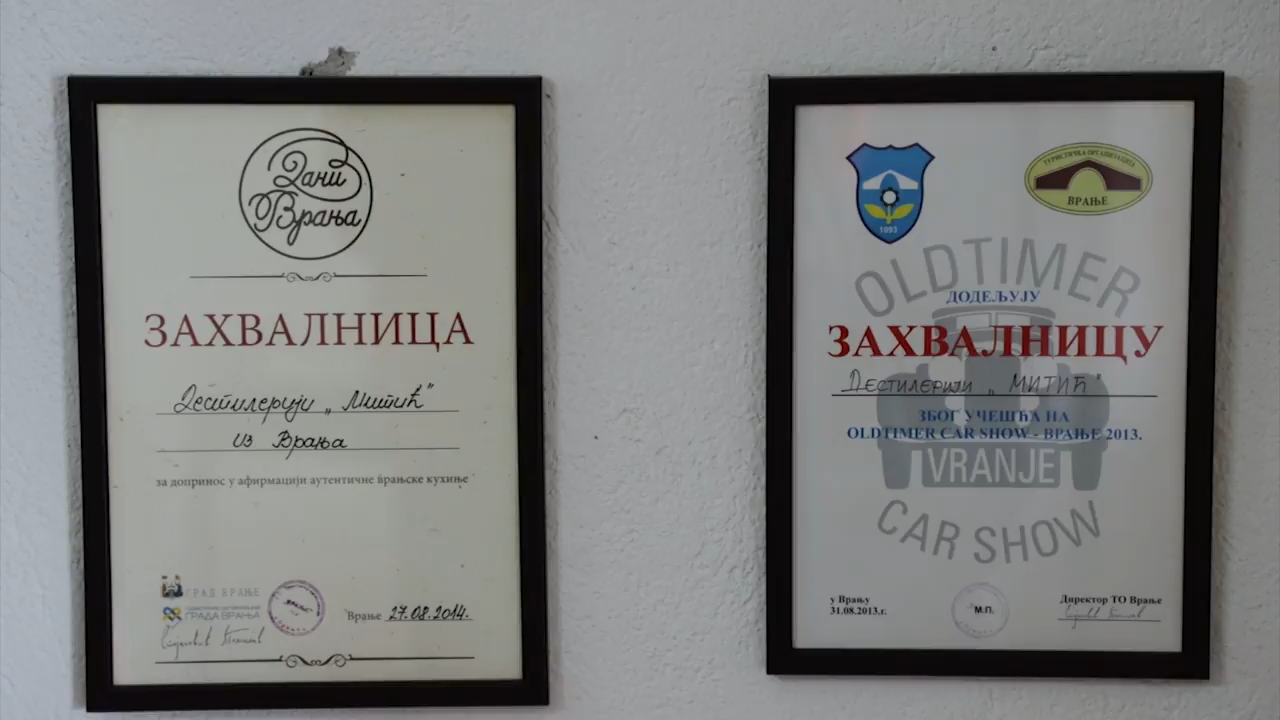 Дани
Врања
ЗАХВАЛНИЦА
Дестилерији „Митић“
из Врања
за допринос у афирмацији аутентичне врањске кухиње
ГРАД ВРАЊЕ
ГРАДА ВРАЊА
Врање 27.08.2014.
1093
ТУРИСТИЧКА ОРГАНИЗАЦИЈА
ВРАЊЕ
OLDTIMER
ДОДЕЉУЈУ
ЗАХВАЛНИЦУ
ДЕСТИЛЕРИЈИ „МИТИЋ“
ЗБОГ УЧЕШЋА НА
OLDTIMER CAR SHOW - ВРАЊЕ 2013.
VRANJE
CAR SHOW
у Врању
31.08.2013.г.
М.П.
Директор ТО Врање